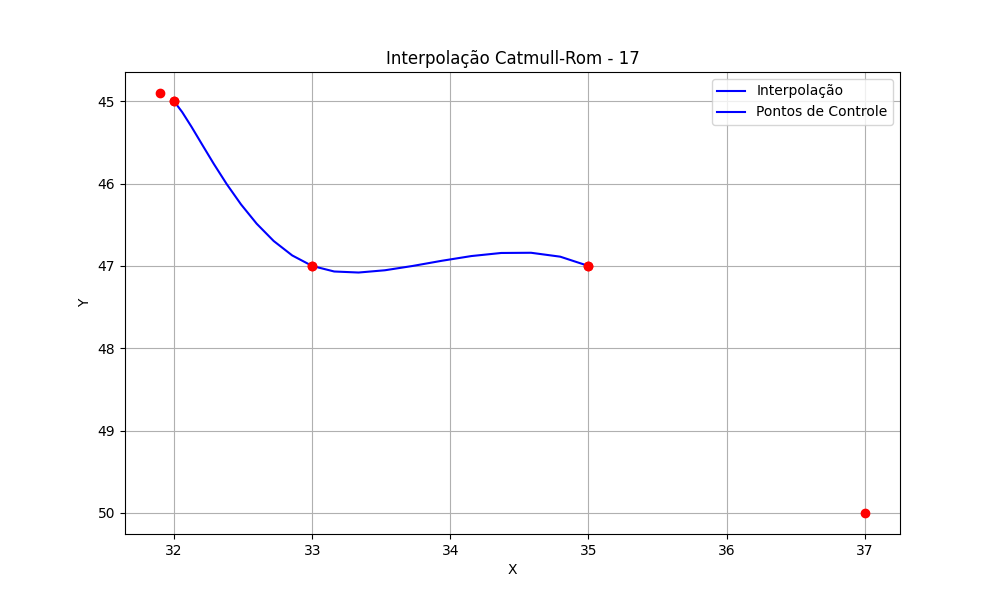 Interpolação Catmull-Rom - 17
Interpolação
Pontos de Controle
45
46
47
48
49
50
Y
32 33 34 35 36 37
X